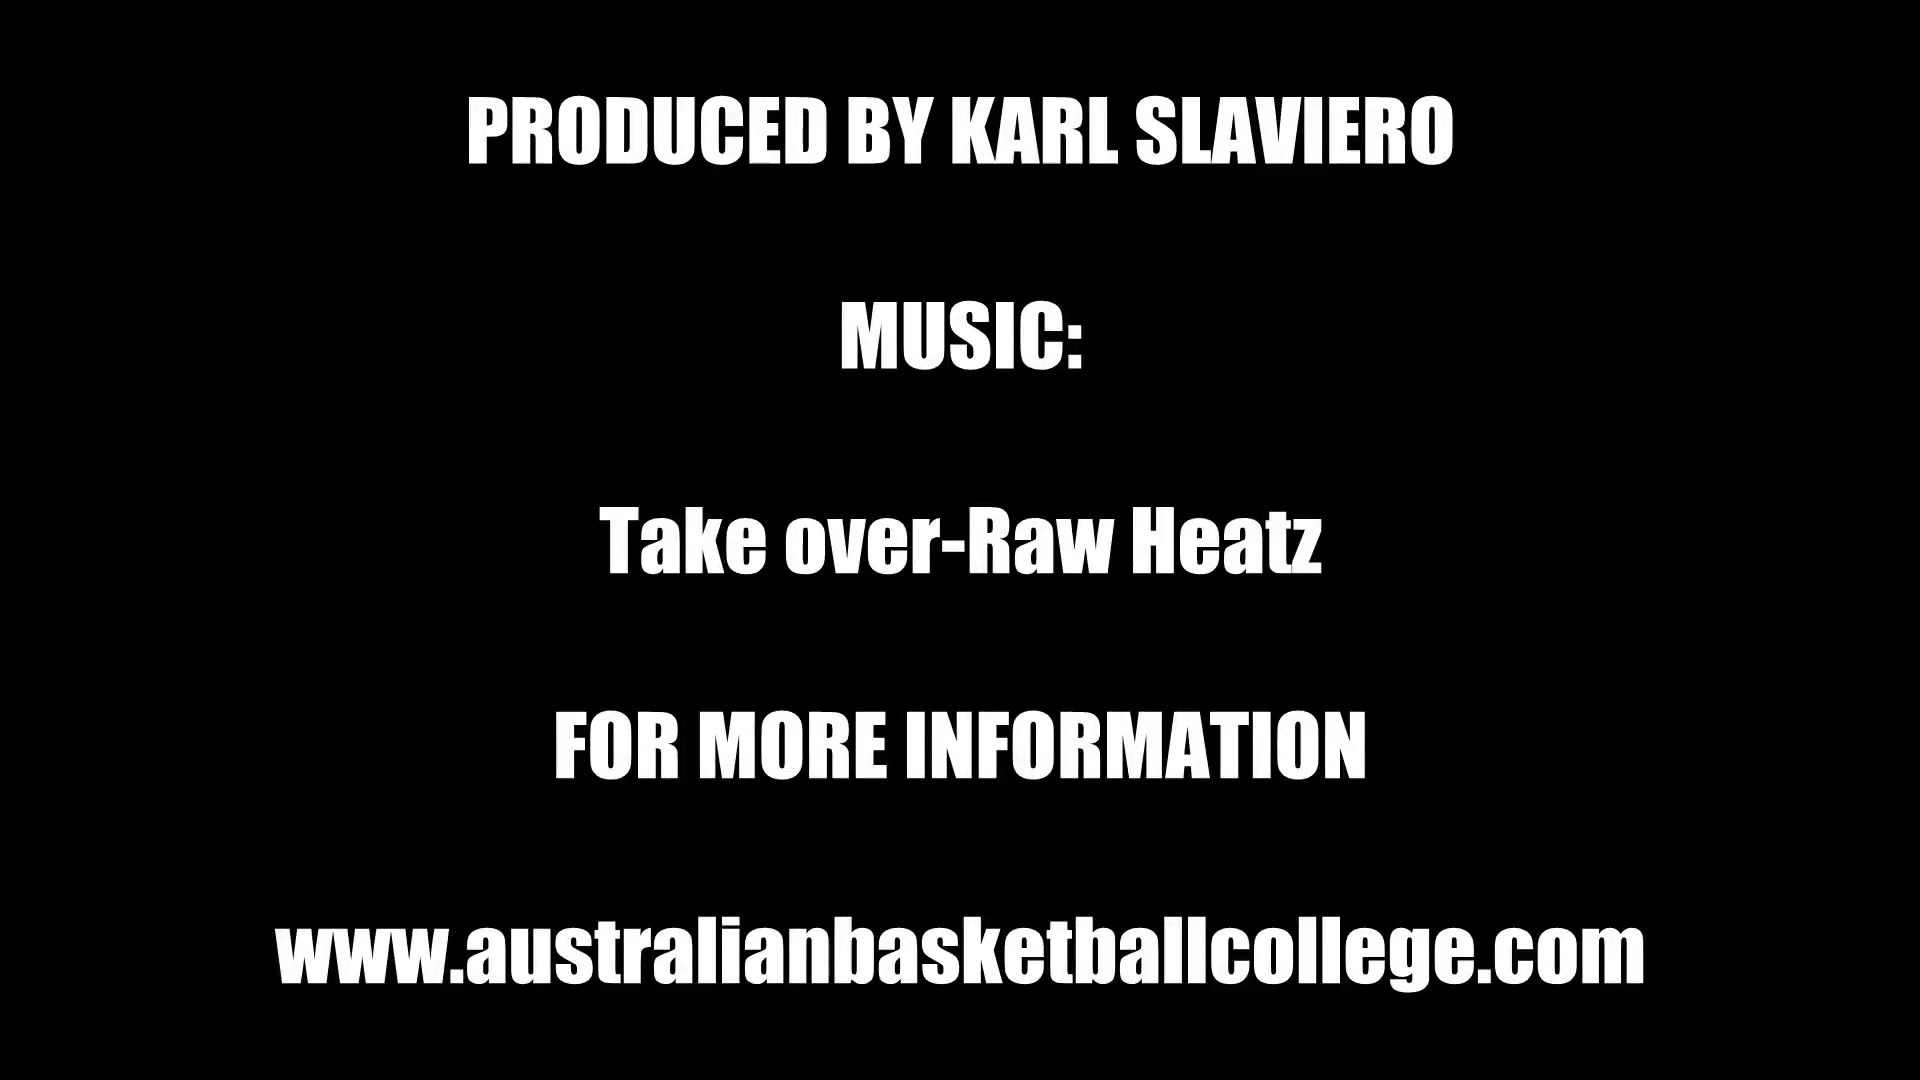 PRODUCED BY KARL SLAVIERO
MUSIC:
Take over-Raw Heatz
FOR MORE INFORMATION
www.australianbasketballcollege.com